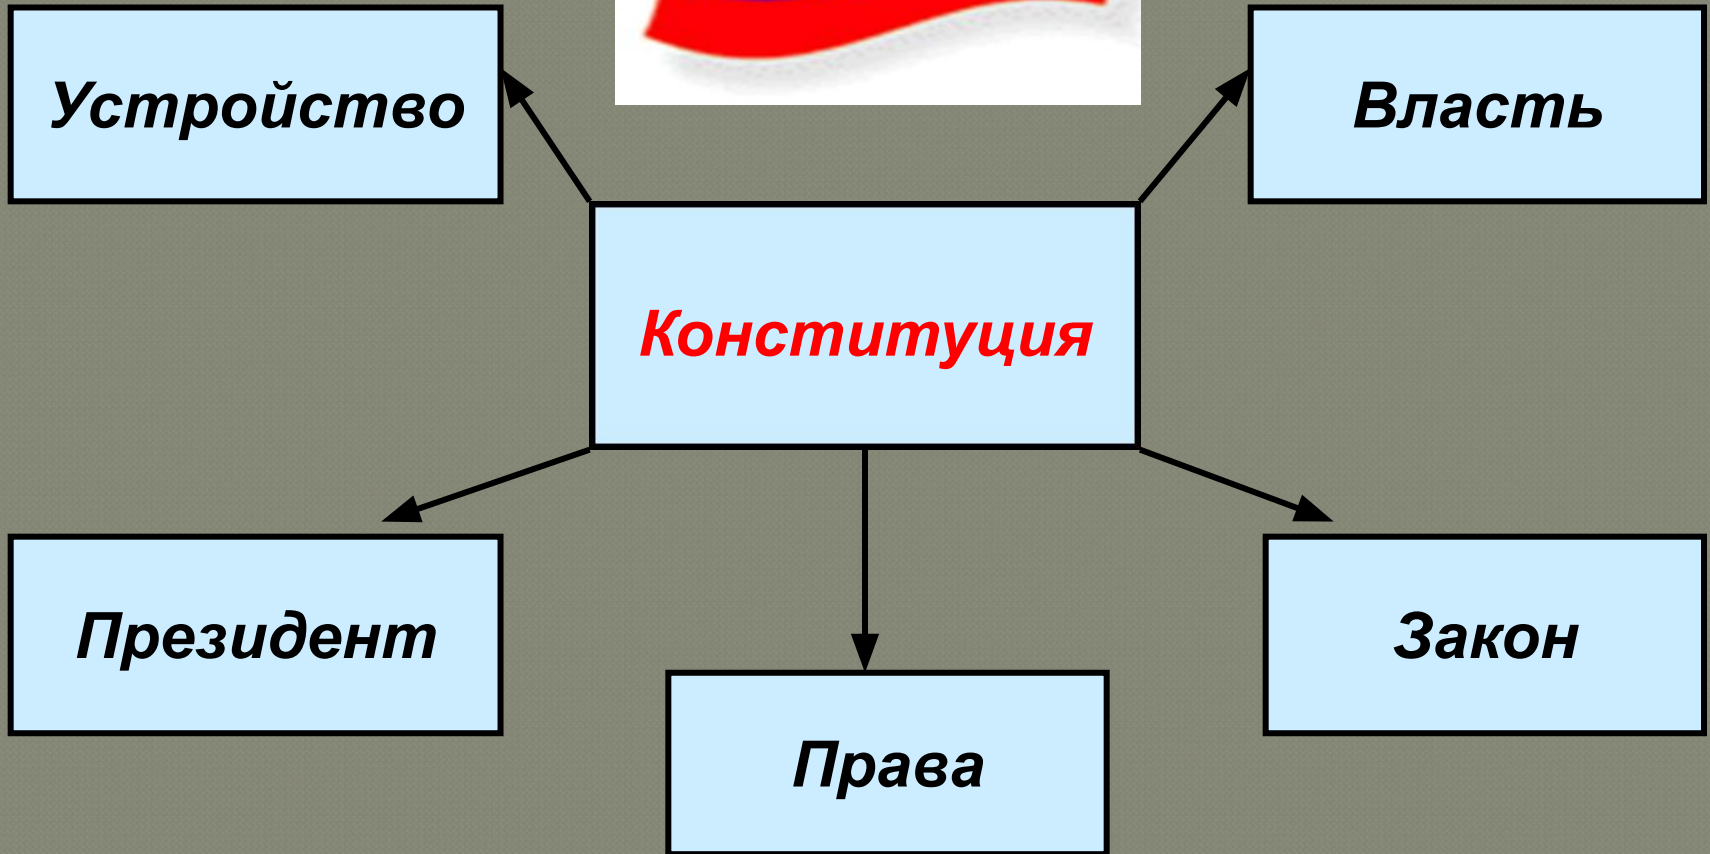 Устройство
Власть
Конституция
Президент
Закон
Права